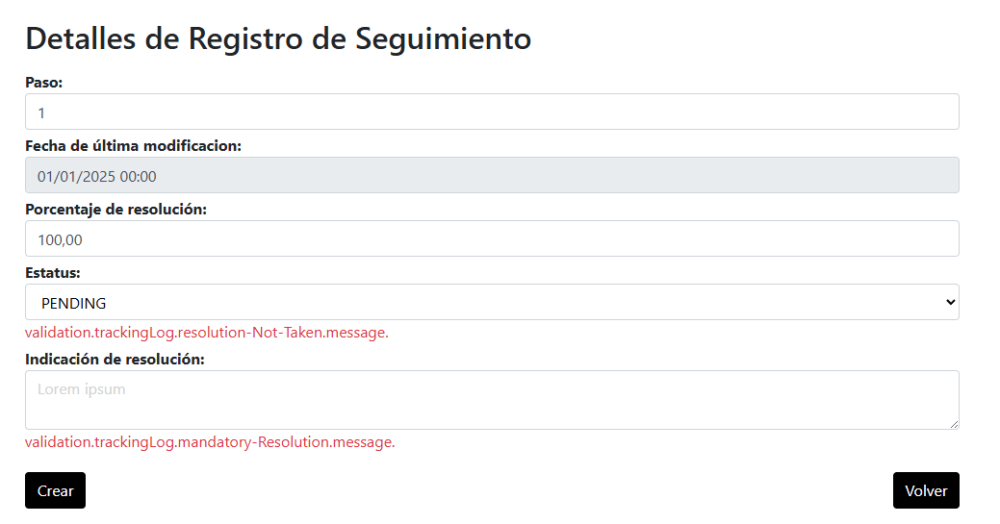 Detalles de Registro de Seguimiento
Paso:
1
Fecha de última modificacion:
01/01/2025 00:00
Porcentaje de resolución:
100,00
Estatus:
PENDING
validation.trackingLog.resolution-Not-Taken.message.
Indicación de resolución:
Lorem ipsum
validation.trackingLog.mandatory-Resolution.message.
Crear
Volver